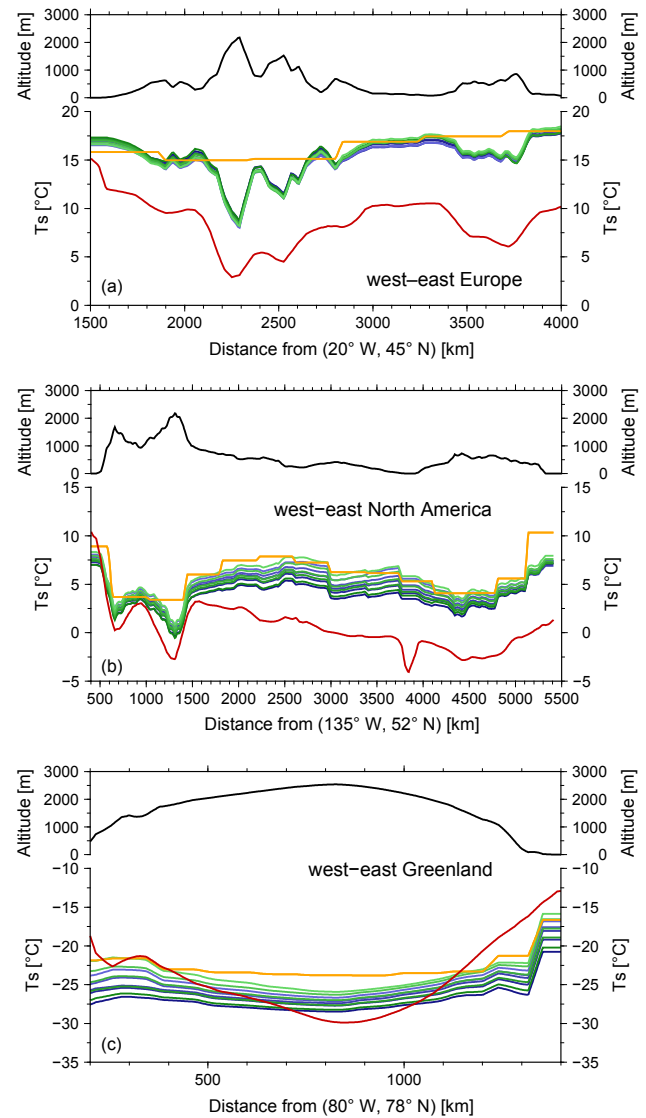 3000 3000
2000 2000
1000 1000
0 0
Altitude [m] Altitude [m]
20 20
15 15
10 10
5 5
0 0
Ts [°C] Ts [°C]
(a) west–east Europe
1500 2000 2500 3000 3500 4000
Distance from (20° W, 45° N) [km]
3000 3000
2000 2000
1000 1000
0 0
Altitude [m] Altitude [m]
15 15
10 10
5 5
0 0
−5 −5
Ts [°C] Ts [°C]
west−east North America
(b)
500 1000 1500 2000 2500 3000 3500 4000 4500 5000 5500
Distance from (135° W, 52° N) [km]
3000 3000
2000 2000
1000 1000
0 0
Altitude [m] Altitude [m]
−10 −10
−15 −15
−20 −20
−25 −25
−30 −30
−35 −35
Ts [°C] Ts [°C]
west−east Greenland
(c)
500 1000
Distance from (80° W, 78° N) [km]